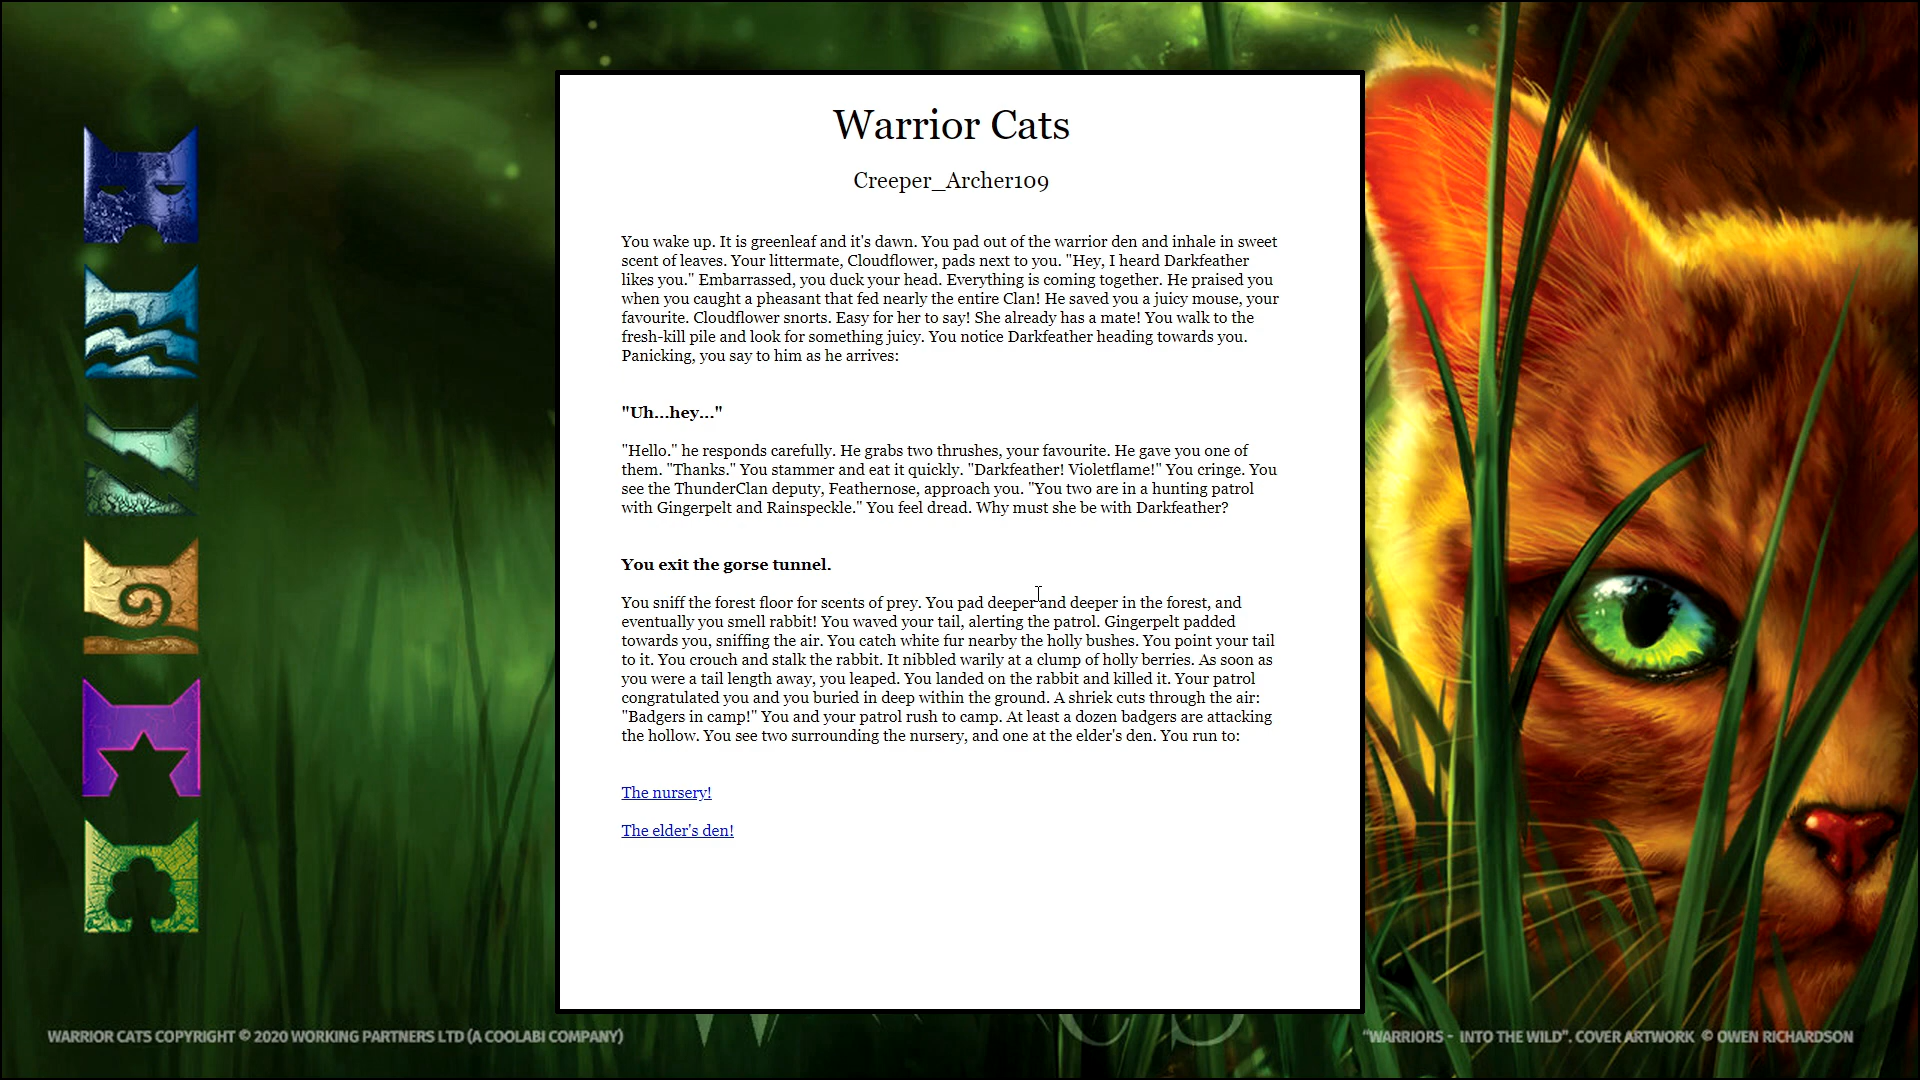 Warrior Cats
Creeper_Archer109
You wake up. It is greenleaf and it's dawn. You pad out of the warrior den and inhale in sweet
scent of leaves. Your littermate, Cloudflower, pads next to you. "Hey, I heard Darkfeather
likes you." Embarrassed, you duck your head. Everything is coming together. He praised you
when you caught a pheasant that fed nearly the entire Clan! He saved you a juicy mouse, your
favourite. Cloudflower snorts. Easy for her to say! She already has a mate! You walk to the
fresh-kill pile and look for something juicy. You notice Darkfeather heading towards you.
Panicking, you say to him as he arrives:
"Uh...hey..."
"Hello." he responds carefully. He grabs two thrushes, your favourite. He gave you one of
them. "Thanks." You stammer and eat it quickly. "Darkfeather! Violetflame!" You cringe. You
see the ThunderClan deputy, Feathernose, approach you. "You two are in a hunting patrol
with Gingerpelt and Rainspeckle." You feel dread. Why must she be with Darkfeather?
You exit the gorse tunnel.
You sniff the forest floor for scents of prey. You pad deeper and deeper in the forest, and
eventually you smell rabbit! You waved your tail, alerting the patrol. Gingerpelt padded
towards you, sniffing the air. You catch white fur nearby the holly bushes. You point your tail
to it. You crouch and stalk the rabbit. It nibbled warily at a clump of holly berries. As soon as
you were a tail length away, you leaped. You landed on the rabbit and killed it. Your patrol
congratulated you and you buried in deep within the ground. A shriek cuts through the air:
"Badgers in camp!" You and your patrol rush to camp. At least a dozen badgers are attacking
the hollow. You see two surrounding the nursery, and one at the elder's den. You run to:
The nursery!
The elder's den!
WARRIOR CATS COPYRIGHT © 2020 WORKING PARTNERS LTD (A COOLABI COMPANY)
"WARRIORS - INTO THE WILD". COVER ARTWORK © OWEN RICHARDSON